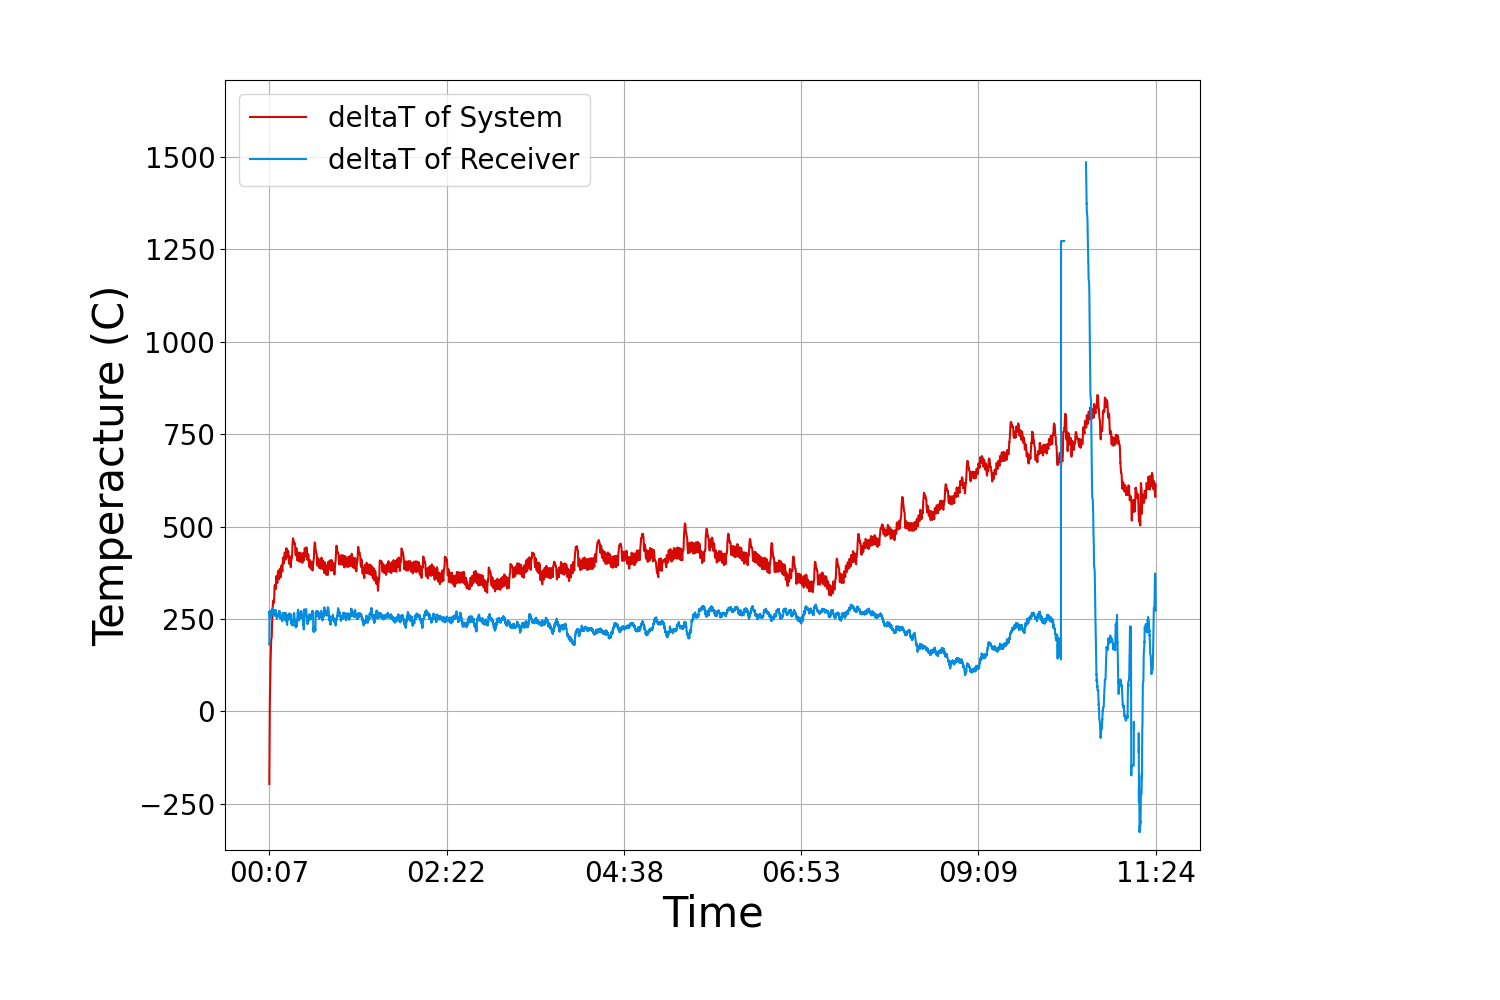 deltaT of System
deltaT of Receiver
1500
1250
1000
750
500
250
0
−250
Temperacture (C)
00:07 02:22 04:38 06:53 09:09 11:24
Time